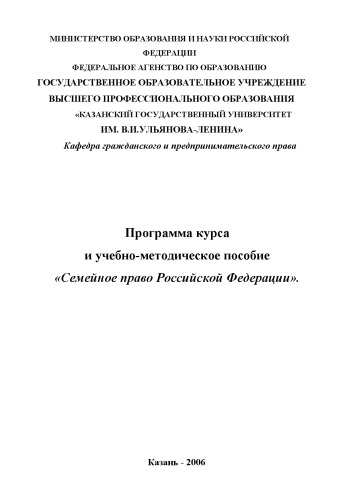 МИНИСТЕРСТВО ОБРАЗОВАНИЯ И НАУКИ РОССИЙСКОЙ
ФЕДЕРАЦИИ
ФЕДЕРАЛЬНОЕ АГЕНСТВО ПО ОБРАЗОВАНИЮ
ГОСУДАРСТВЕННОЕ ОБРАЗОВАТЕЛЬНОЕ УЧРЕЖДЕНИЕ
ВЫСШЕГО ПРОФЕССИОНАЛЬНОГО ОБРАЗОВАНИЯ
«КАЗАНСКИЙ ГОСУДАРСТВЕННЫЙ УНИВЕРСИТЕТ
ИМ. В.И.УЛЬЯНОВА-ЛЕНИНА»
Кафедра гражданского и предпринимательского права
Программа курса
и учебно-методическое пособие
«Семейное право Российской Федерации».
Казань - 2006